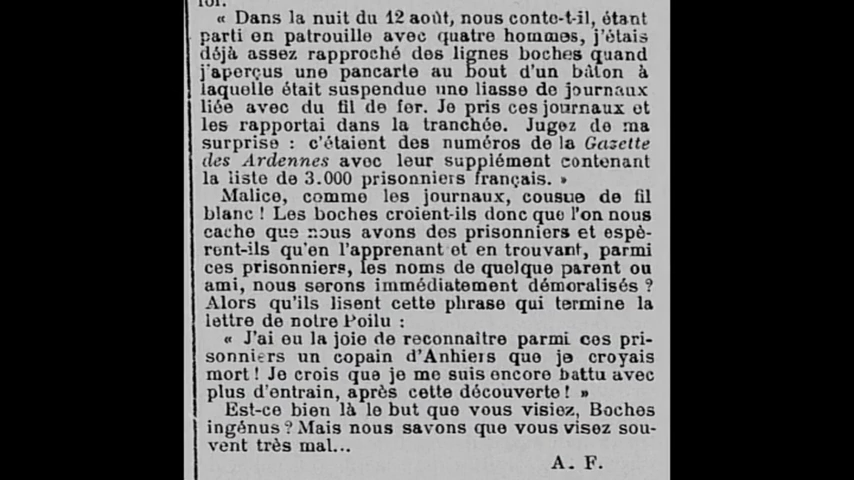 foi.
« Dans la nuit du 12 août, nous conte-t-il, étant
parti en patrouille avec quatre hommes, j'étais
déjà assez rapproché des lignes boches quand
j'aperçus une pancarte au bout d'un bâton à
laquelle était suspendue une liasse de journaux
liée avec du fil de fer. Je pris ces journaux et
les rapportai dans la tranchée. Jugez de ma
surprise : c'étaient des numéros de la Gazette
des Ardennes avec leur supplément contenant
la liste de 3.000 prisonniers français. »
Malice, comme les journaux, cousue de fil
blanc ! Les boches croient-ils donc que l'on nous
cache que nous avons des prisonniers et espè-
rent-ils qu'en l'apprenant et en trouvant, parmi
ces prisonniers, les noms de quelque parent ou
ami, nous serons immédiatement démoralisés ?
Alors qu'ils lisent cette phrase qui termine la
lettre de notre Poilu :
« J'ai eu la joie de reconnaître parmi ces pri-
sonniers un copain d'Anhiers que je croyais
mort ! Je crois que je me suis encore battu avec
plus d'entrain, après cette découverte ! »
Est-ce bien là le but que vous visiez, Boches
ingénus ? Mais nous savons que vous visez sou-
vent très mal...
A. F.